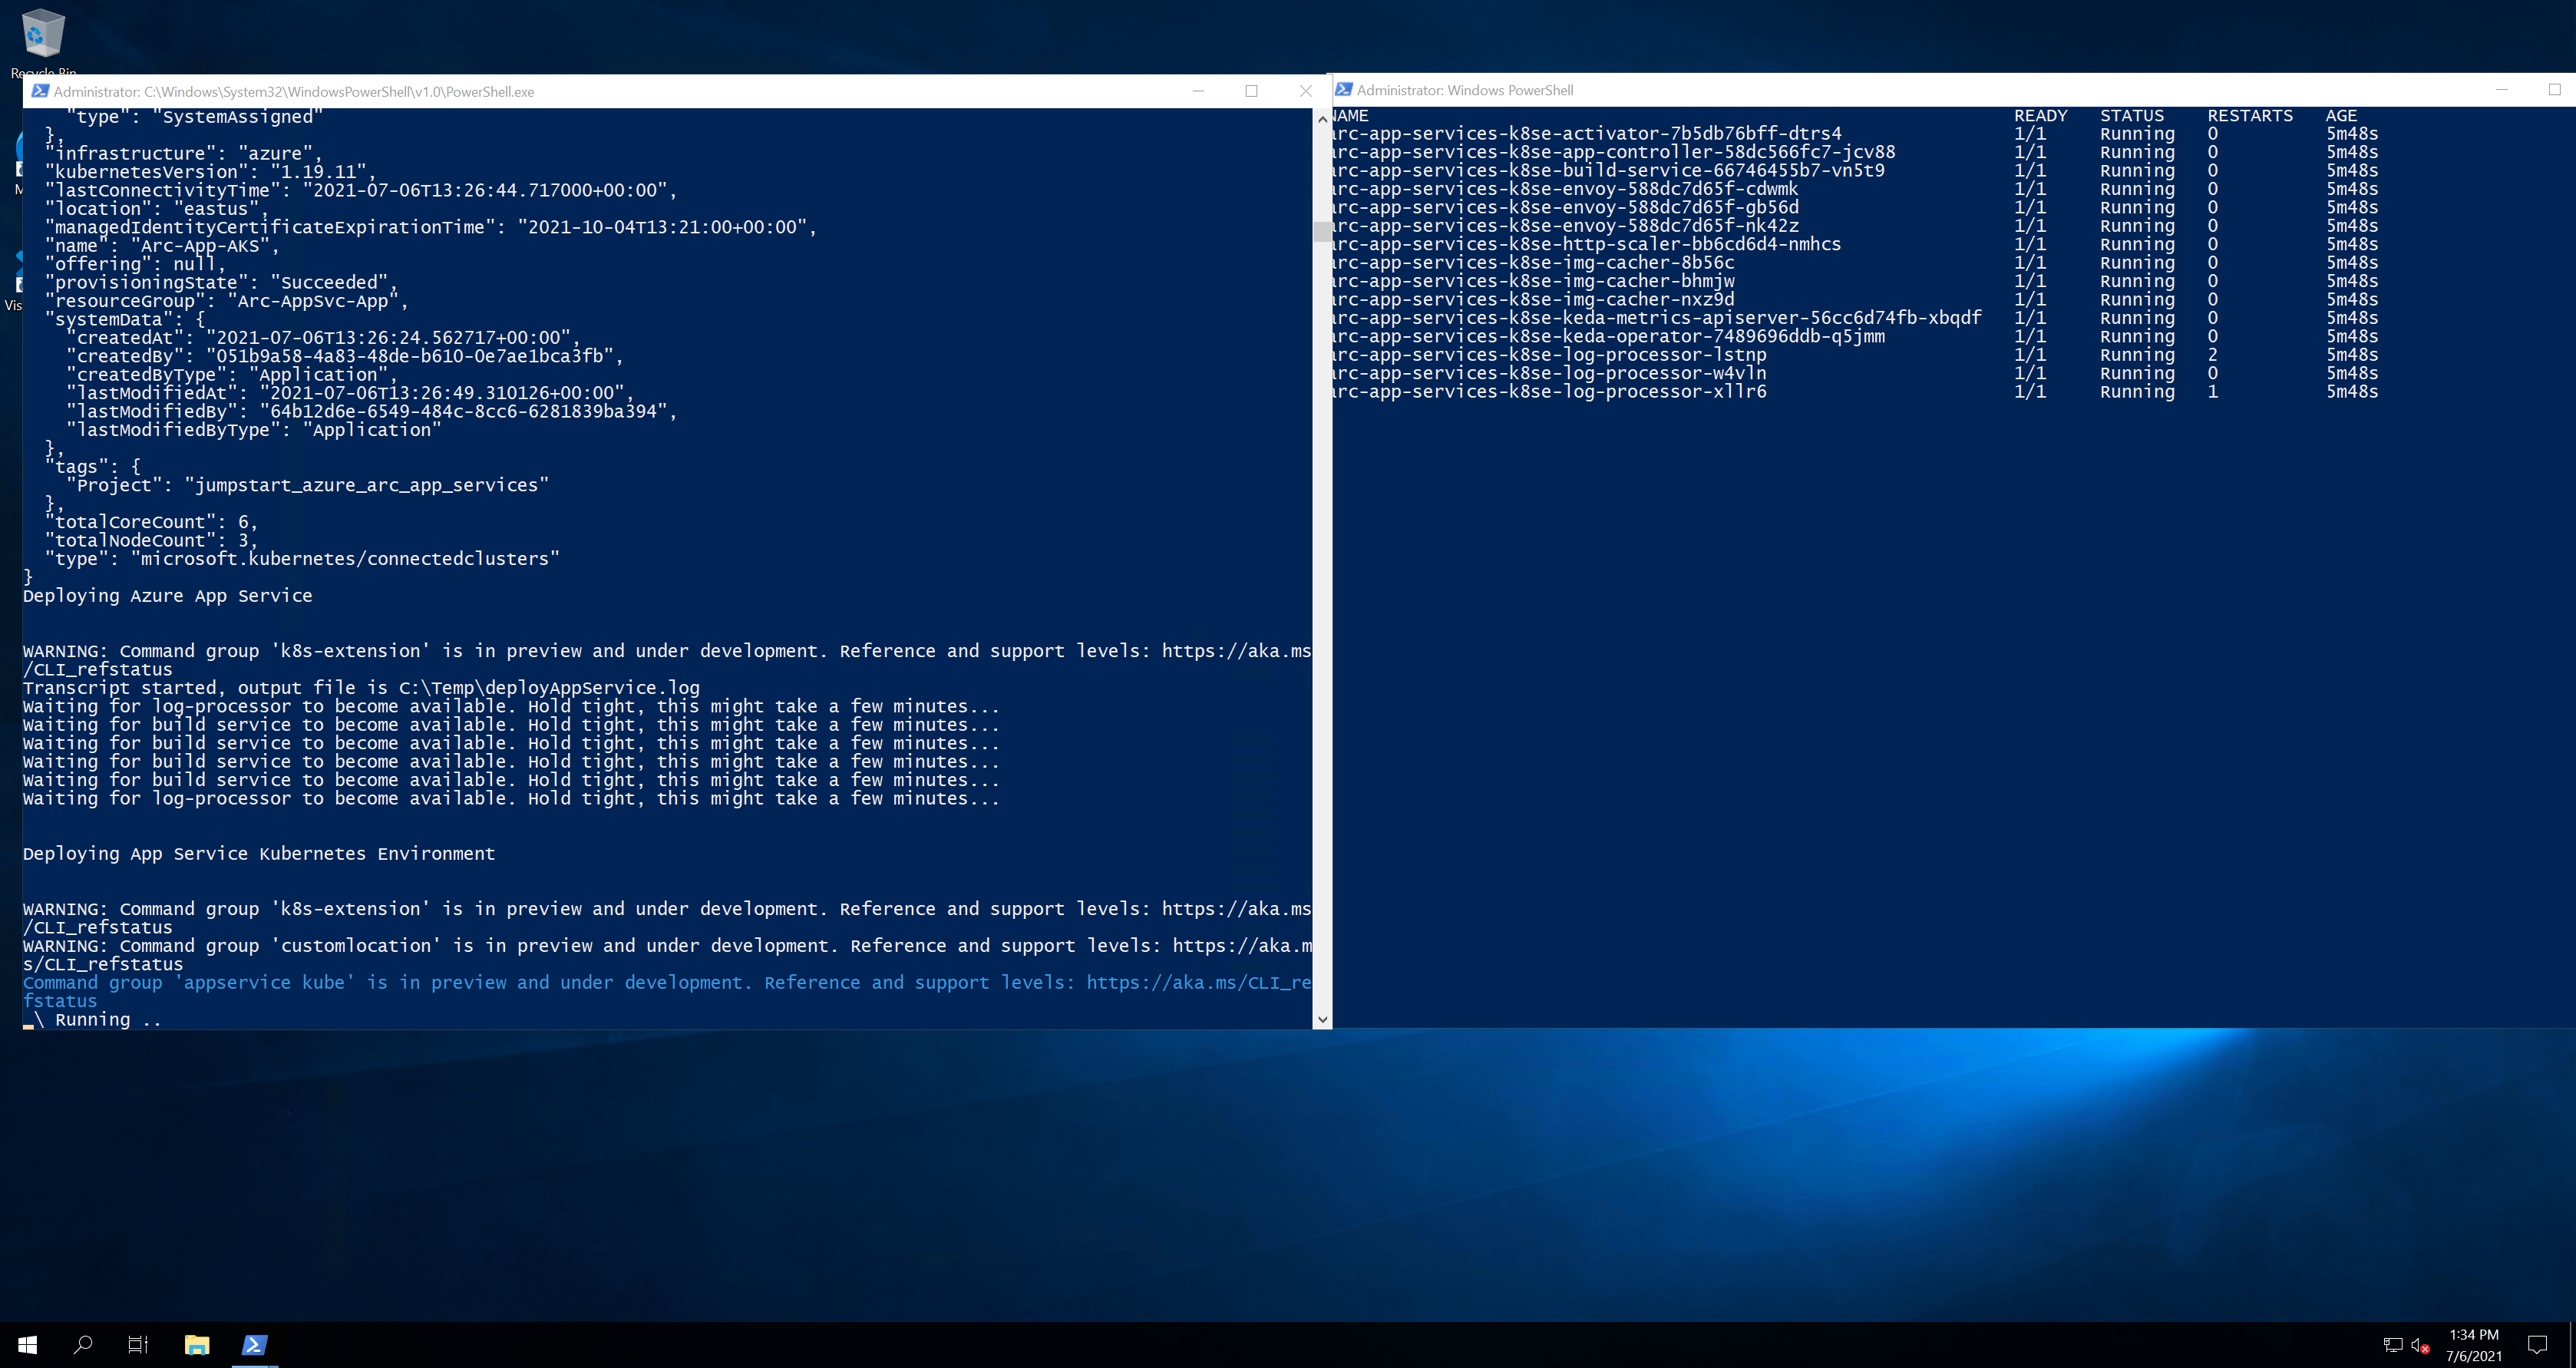 Recycle Bin
M
Vis
Administrator: C:\Windows\System32\WindowsPowerShell\v1.0\PowerShell.exe
    "type": "SystemAssigned"
  },
  "infrastructure": "azure",
  "kubernetesVersion": "1.19.11",
  "lastConnectivityTime": "2021-07-06T13:26:44.717000+00:00",
  "location": "eastus",
  "managedIdentityCertificateExpirationTime": "2021-10-04T13:21:00+00:00",
  "name": "Arc-App-AKS",
  "offering": null,
  "provisioningState": "Succeeded",
  "resourceGroup": "Arc-AppSvc-App",
  "systemData": {
    "createdAt": "2021-07-06T13:26:24.562717+00:00",
    "createdBy": "051b9a58-4a83-48de-b610-0e7ae1bca3fb",
    "createdByType": "Application",
    "lastModifiedAt": "2021-07-06T13:26:49.310126+00:00",
    "lastModifiedBy": "64b12d6e-6549-484c-8cc6-6281839ba394",
    "lastModifiedByType": "Application"
  },
  "tags": {
    "Project": "jumpstart_azure_arc_app_services"
  },
  "totalCoreCount": 6,
  "totalNodeCount": 3,
  "type": "microsoft.kubernetes/connectedclusters"
}
Deploying Azure App Service
WARNING: Command group 'k8s-extension' is in preview and under development. Reference and support levels: https://aka.ms
/CLI_refstatus
Transcript started, output file is C:\Temp\deployAppService.log
Waiting for log-processor to become available. Hold tight, this might take a few minutes...
Waiting for build service to become available. Hold tight, this might take a few minutes...
Waiting for build service to become available. Hold tight, this might take a few minutes...
Waiting for build service to become available. Hold tight, this might take a few minutes...
Waiting for build service to become available. Hold tight, this might take a few minutes...
Waiting for log-processor to become available. Hold tight, this might take a few minutes...
Deploying App Service Kubernetes Environment
WARNING: Command group 'k8s-extension' is in preview and under development. Reference and support levels: https://aka.ms
/CLI_refstatus
WARNING: Command group 'customlocation' is in preview and under development. Reference and support levels: https://aka.m
s/CLI_refstatus
Command group 'appservice kube' is in preview and under development. Reference and support levels: https://aka.ms/CLI_re
fstatus
_\ Running ..
Administrator: Windows PowerShell
NAME READY STATUS RESTARTS AGE
arc-app-services-k8se-activator-7b5db76bff-dtrs4 1/1 Running 0 5m48s
arc-app-services-k8se-app-controller-58dc566fc7-jcv88 1/1 Running 0 5m48s
arc-app-services-k8se-build-service-66746455b7-vn5t9 1/1 Running 0 5m48s
arc-app-services-k8se-envoy-588dc7d65f-cdwmk 1/1 Running 0 5m48s
arc-app-services-k8se-envoy-588dc7d65f-gb56d 1/1 Running 0 5m48s
arc-app-services-k8se-envoy-588dc7d65f-nk42z 1/1 Running 0 5m48s
arc-app-services-k8se-http-scaler-bb6cd6d4-nmhcs 1/1 Running 0 5m48s
arc-app-services-k8se-img-cacher-8b56c 1/1 Running 0 5m48s
arc-app-services-k8se-img-cacher-bhmjw 1/1 Running 0 5m48s
arc-app-services-k8se-img-cacher-nxz9d 1/1 Running 0 5m48s
arc-app-services-k8se-keda-metrics-apiserver-56cc6d74fb-xbqdf 1/1 Running 0 5m48s
arc-app-services-k8se-keda-operator-7489696ddb-q5jmm 1/1 Running 0 5m48s
arc-app-services-k8se-log-processor-lstnp 1/1 Running 2 5m48s
arc-app-services-k8se-log-processor-w4vln 1/1 Running 0 5m48s
arc-app-services-k8se-log-processor-xllr6 1/1 Running 1 5m48s
1:34 PM
7/6/2021